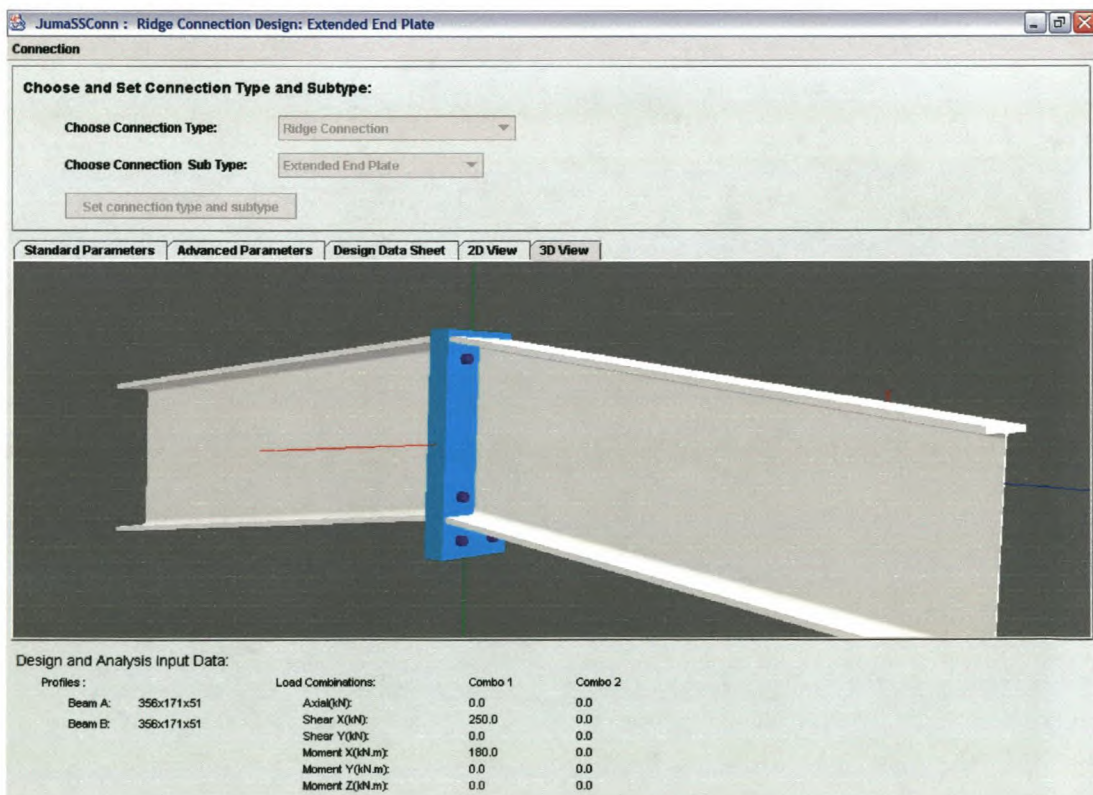 JumaSSConn : Ridge Connection Design: Extended End Plate
Connection
Choose and Set Connection Type and Subtype:
Choose Connection Type: Ridge Connection
Choose Connection Sub Type: Extended End Plate
Set connection type and subtype
Standard Parameters Advanced Parameters Design Data Sheet 2D View 3D View
Design and Analysis Input Data:
Profiles : Load Combinations: Combo 1 Combo 2
Beam A: 356x171x51 Axial(kN): 0.0 0.0
Beam B: 356x171x51 Shear X(kN): 250.0 0.0
Shear Y(kN): 0.0 0.0
Moment X(kN.m): 180.0 0.0
Moment Y(kN.m): 0.0 0.0
Moment Z(kN.m): 0.0 0.0